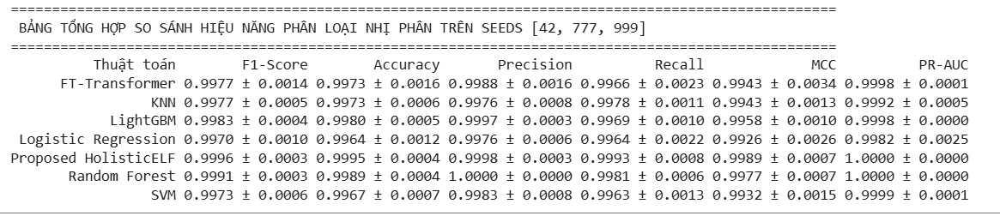 ==========================================================================================
BẢNG TỔNG HỢP SO SÁNH HIỆU NĂNG PHÂN LOẠI NHỊ PHÂN TRÊN SEEDS [42, 777, 999]
==========================================================================================
Thuật toán F1-Score Accuracy Precision Recall MCC PR-AUC
FT-Transformer 0.9977 ± 0.0014 0.9973 ± 0.0016 0.9988 ± 0.0016 0.9966 ± 0.0023 0.9943 ± 0.0034 0.9998 ± 0.0001
KNN 0.9977 ± 0.0005 0.9973 ± 0.0006 0.9976 ± 0.0008 0.9978 ± 0.0011 0.9943 ± 0.0013 0.9992 ± 0.0005
LightGBM 0.9983 ± 0.0004 0.9980 ± 0.0005 0.9997 ± 0.0003 0.9969 ± 0.0010 0.9958 ± 0.0010 0.9998 ± 0.0000
Logistic Regression 0.9970 ± 0.0010 0.9964 ± 0.0012 0.9976 ± 0.0006 0.9964 ± 0.0022 0.9926 ± 0.0026 0.9982 ± 0.0025
Proposed HolisticELF 0.9996 ± 0.0003 0.9995 ± 0.0004 0.9998 ± 0.0003 0.9993 ± 0.0008 0.9989 ± 0.0007 1.0000 ± 0.0000
Random Forest 0.9991 ± 0.0003 0.9989 ± 0.0004 1.0000 ± 0.0000 0.9981 ± 0.0006 0.9977 ± 0.0007 1.0000 ± 0.0000
SVM 0.9973 ± 0.0006 0.9967 ± 0.0007 0.9983 ± 0.0008 0.9963 ± 0.0013 0.9932 ± 0.0015 0.9999 ± 0.0001